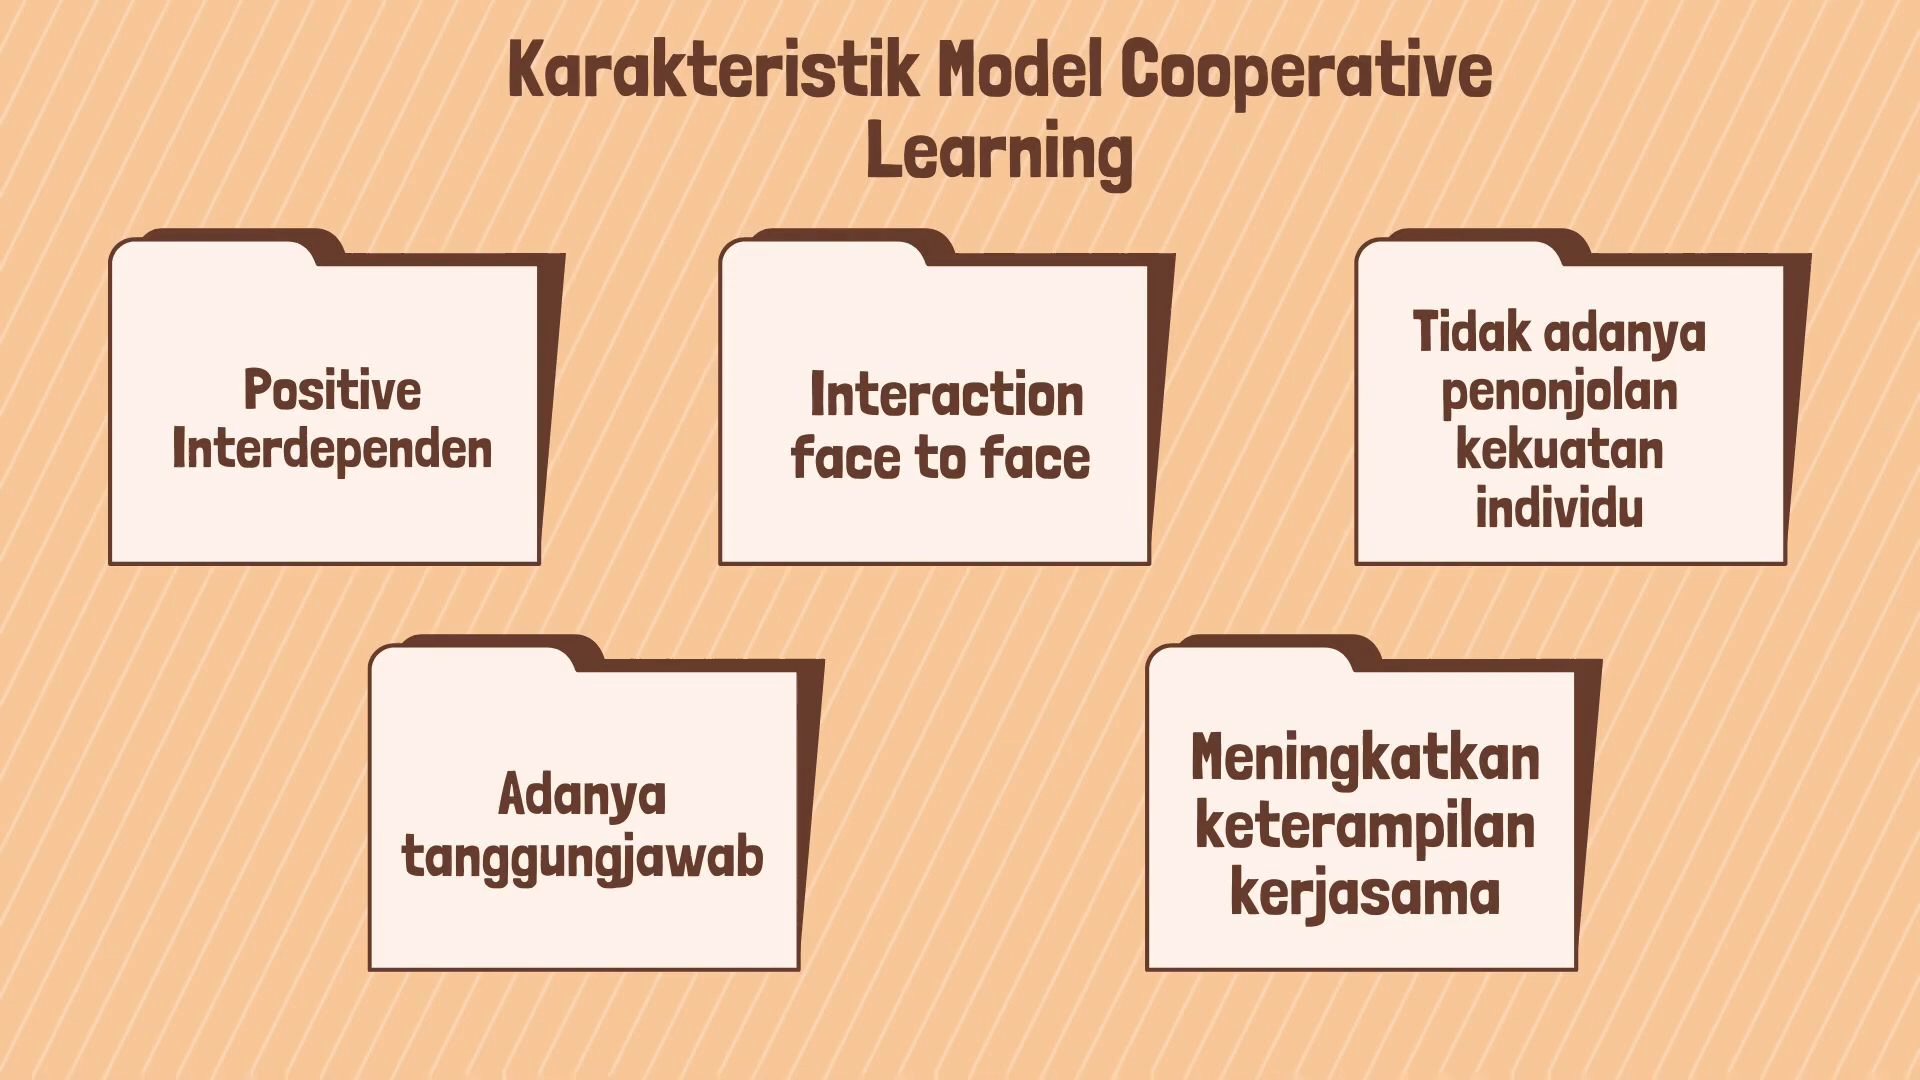 Karakteristik Model Cooperative
Learning
Positive
Interdependen
Interaction
face to face
Tidak adanya
penonjolan
kekuatan
individu
Adanya
tanggungjawab
Meningkatkan
keterampilan
kerjasama